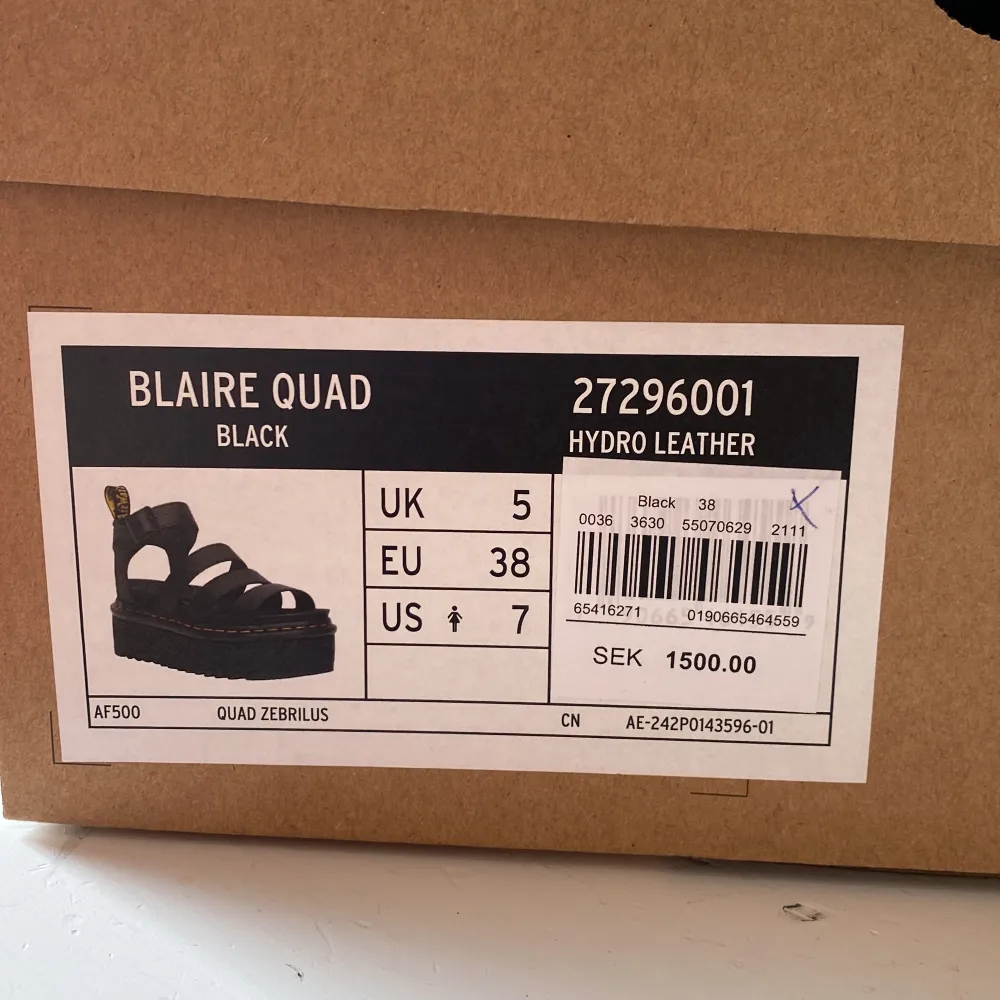 BLAIRE QUAD
BLACK
27296001
HYDRO LEATHER
UK 5
EU 38
US 7
Black 38
0036 3630 55070629 2111
65416271 0190665464559
SEK 1500.00
AF500 QUAD ZEBRILUS CN AE-242P0143596-01